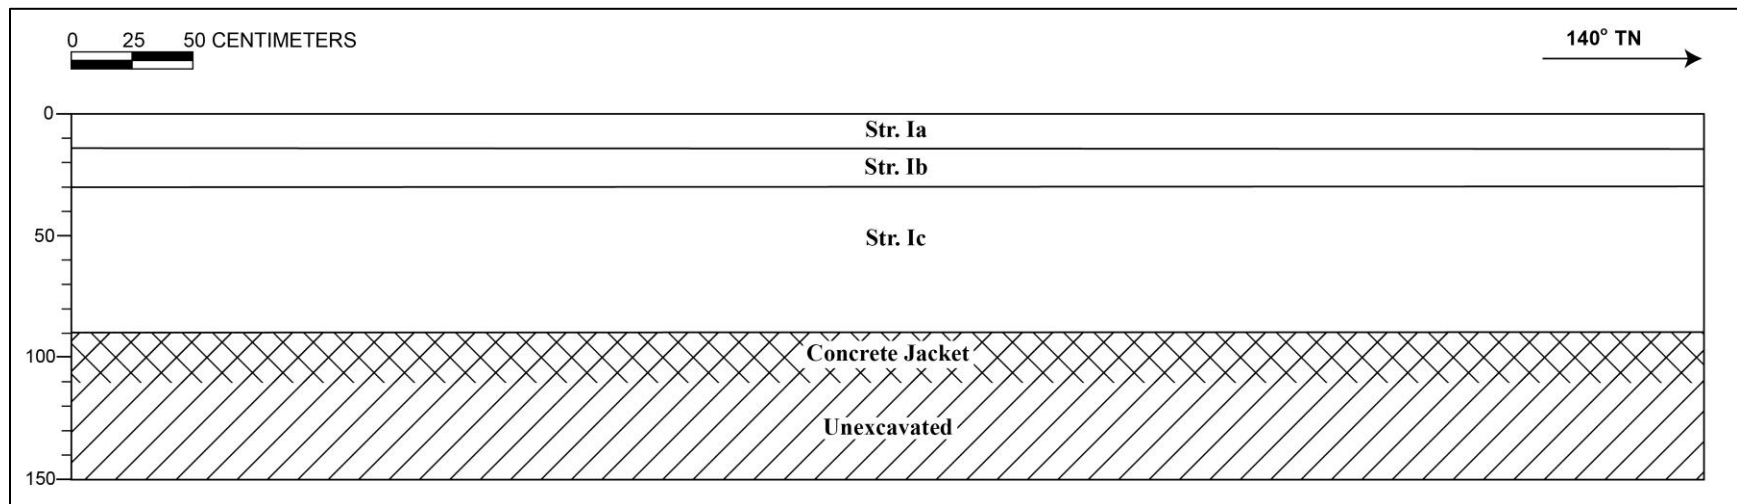 0 25 50 CENTIMETERS
140° TN
0
Str. Ia
Str. Ib
50
Str. Ic
100
Concrete Jacket
Unexcavated
150